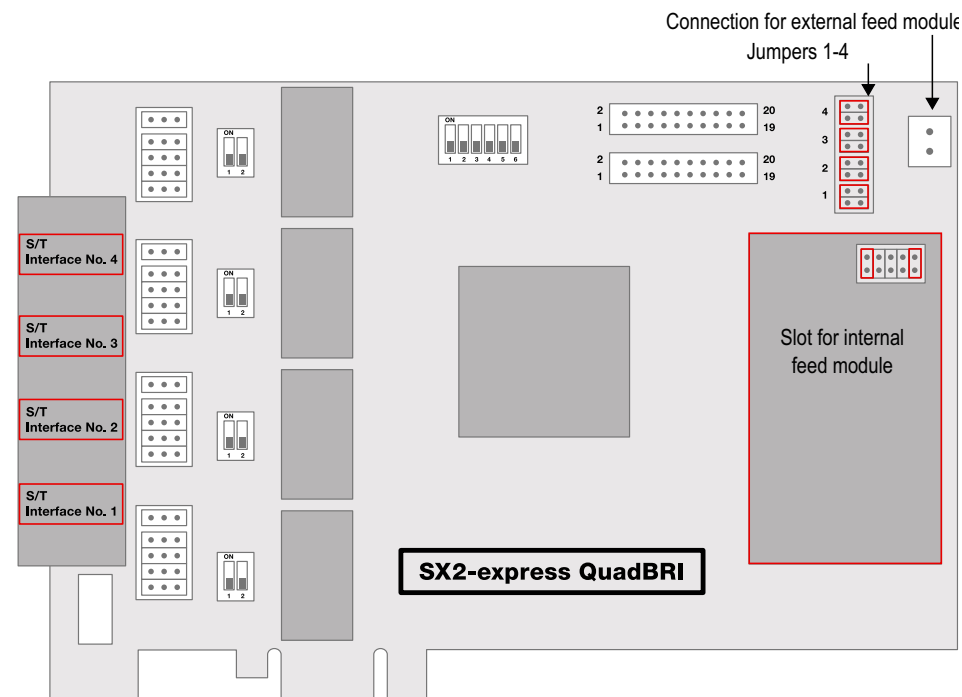 Connection for external feed module
Jumpers 1-4
ON
1 2
ON
1 2 3 4 5 6
2 20
1 19
2 20
1 19
4
3
2
1
S/T
Interface No. 4
ON
1 2
S/T
Interface No. 3
Slot for internal
feed module
S/T
Interface No. 2
ON
1 2
S/T
Interface No. 1
ON
1 2
SX2-express QuadBRI